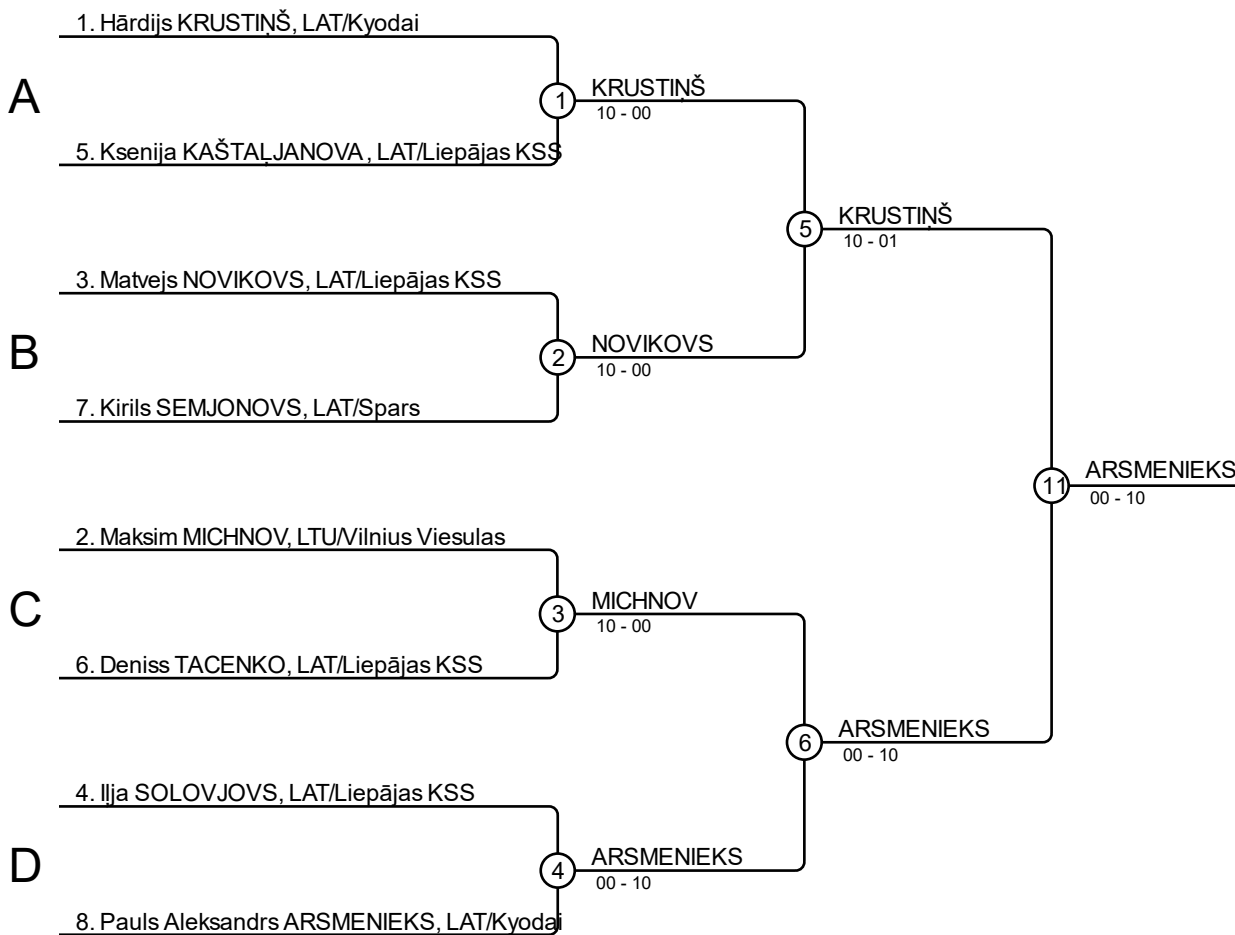 1. Hārdijs KRUSTIŅŠ, LAT/Kyodai
A
1
KRUSTIŅŠ
10 - 00
5. Ksenija KAŠTAĻJANOVA , LAT/Liepājas KSS
5
KRUSTIŅŠ
10 - 01
3. Matvejs NOVIKOVS, LAT/Liepājas KSS
B
2
NOVIKOVS
10 - 00
7. Kirils SEMJONOVS, LAT/Spars
11
ARSMENIEKS
00 - 10
2. Maksim MICHNOV, LTU/Vilnius Viesulas
C
3
MICHNOV
10 - 00
6. Deniss TACENKO, LAT/Liepājas KSS
6
ARSMENIEKS
00 - 10
4. Iļja SOLOVJOVS, LAT/Liepājas KSS
D
4
ARSMENIEKS
00 - 10
8. Pauls Aleksandrs ARSMENIEKS, LAT/Kyodai